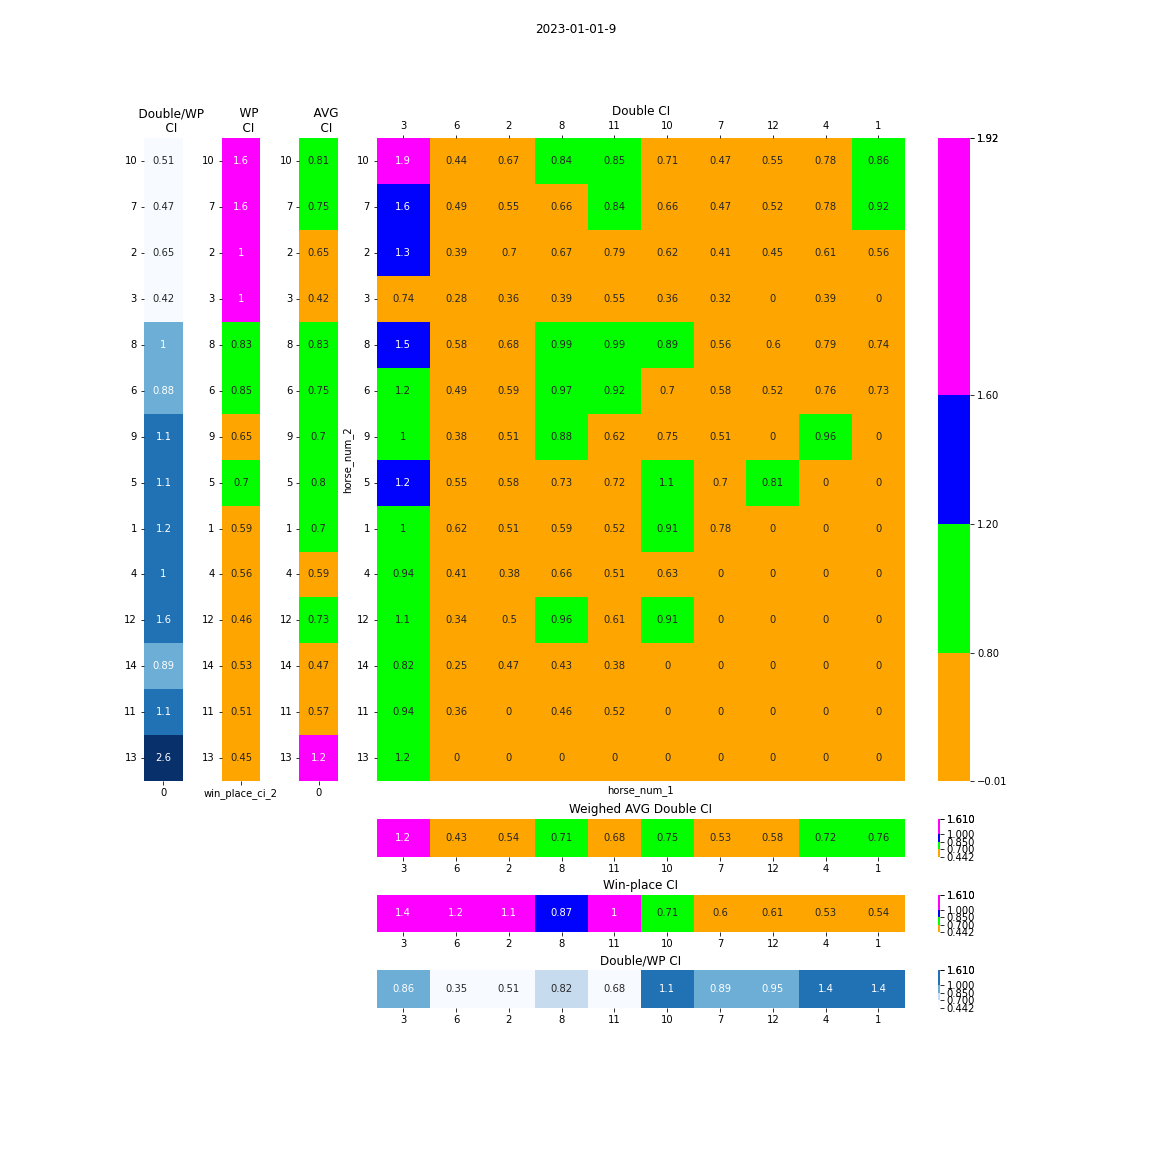 2023-01-01-9
Double/WP CI
WP CI
AVG CI
Double CI
3 6 2 8 11 10 7 12 4 1
10 0.51 10 1.6 10 0.81 10 1.9 0.44 0.67 0.84 0.85 0.71 0.47 0.55 0.78 0.86
7 0.47 7 1.6 7 0.75 7 1.6 0.49 0.55 0.66 0.84 0.66 0.47 0.52 0.78 0.92
2 0.65 2 1 2 0.65 2 1.3 0.39 0.7 0.67 0.79 0.62 0.41 0.45 0.61 0.56
3 0.42 3 1 3 0.42 3 0.74 0.28 0.36 0.39 0.55 0.36 0.32 0 0.39 0
8 1 8 0.83 8 0.83 8 1.5 0.58 0.68 0.99 0.99 0.89 0.56 0.6 0.79 0.74
6 0.88 6 0.85 6 0.75 6 1.2 0.49 0.59 0.97 0.92 0.7 0.58 0.52 0.76 0.73
9 1.1 9 0.65 9 0.7 9 1 0.38 0.51 0.88 0.62 0.75 0.51 0 0.96 0
5 1.1 5 0.7 5 0.8 5 1.2 0.55 0.58 0.73 0.72 1.1 0.7 0.81 0 0
1 1.2 1 0.59 1 0.7 1 1 0.62 0.51 0.59 0.52 0.91 0.78 0 0 0
4 1 4 0.56 4 0.59 4 0.94 0.41 0.38 0.66 0.51 0.63 0 0 0 0
12 1.6 12 0.46 12 0.73 12 1.1 0.34 0.5 0.96 0.61 0.91 0 0 0 0
14 0.89 14 0.53 14 0.47 14 0.82 0.25 0.47 0.43 0.38 0 0 0 0 0
11 1.1 11 0.51 11 0.57 11 0.94 0.36 0 0.46 0.52 0 0 0 0 0
13 2.6 13 0.45 13 1.2 13 1.2 0 0 0 0 0 0 0 0 0
horse_num_2
0 win_place_ci_2 0 horse_num_1
1.92
1.60
1.20
0.80
−0.01
Weighed AVG Double CI
1.2 0.43 0.54 0.71 0.68 0.75 0.53 0.58 0.72 0.76
3 6 2 8 11 10 7 12 4 1
1.610
1.000
0.850
0.700
0.442
Win-place CI
1.4 1.2 1.1 0.87 1 0.71 0.6 0.61 0.53 0.54
3 6 2 8 11 10 7 12 4 1
1.610
1.000
0.850
0.700
0.442
Double/WP CI
0.86 0.35 0.51 0.82 0.68 1.1 0.89 0.95 1.4 1.4
3 6 2 8 11 10 7 12 4 1
1.610
1.000
0.850
0.700
0.442